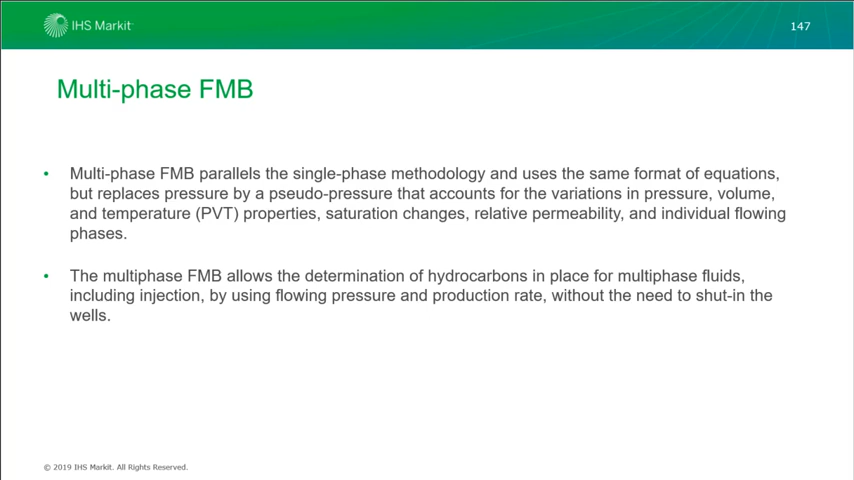 IHS Markit
147
Multi-phase FMB
• Multi-phase FMB parallels the single-phase methodology and uses the same format of equations,
but replaces pressure by a pseudo-pressure that accounts for the variations in pressure, volume,
and temperature (PVT) properties, saturation changes, relative permeability, and individual flowing
phases.
• The multiphase FMB allows the determination of hydrocarbons in place for multiphase fluids,
including injection, by using flowing pressure and production rate, without the need to shut-in the
wells.
© 2019 IHS Markit. All Rights Reserved.